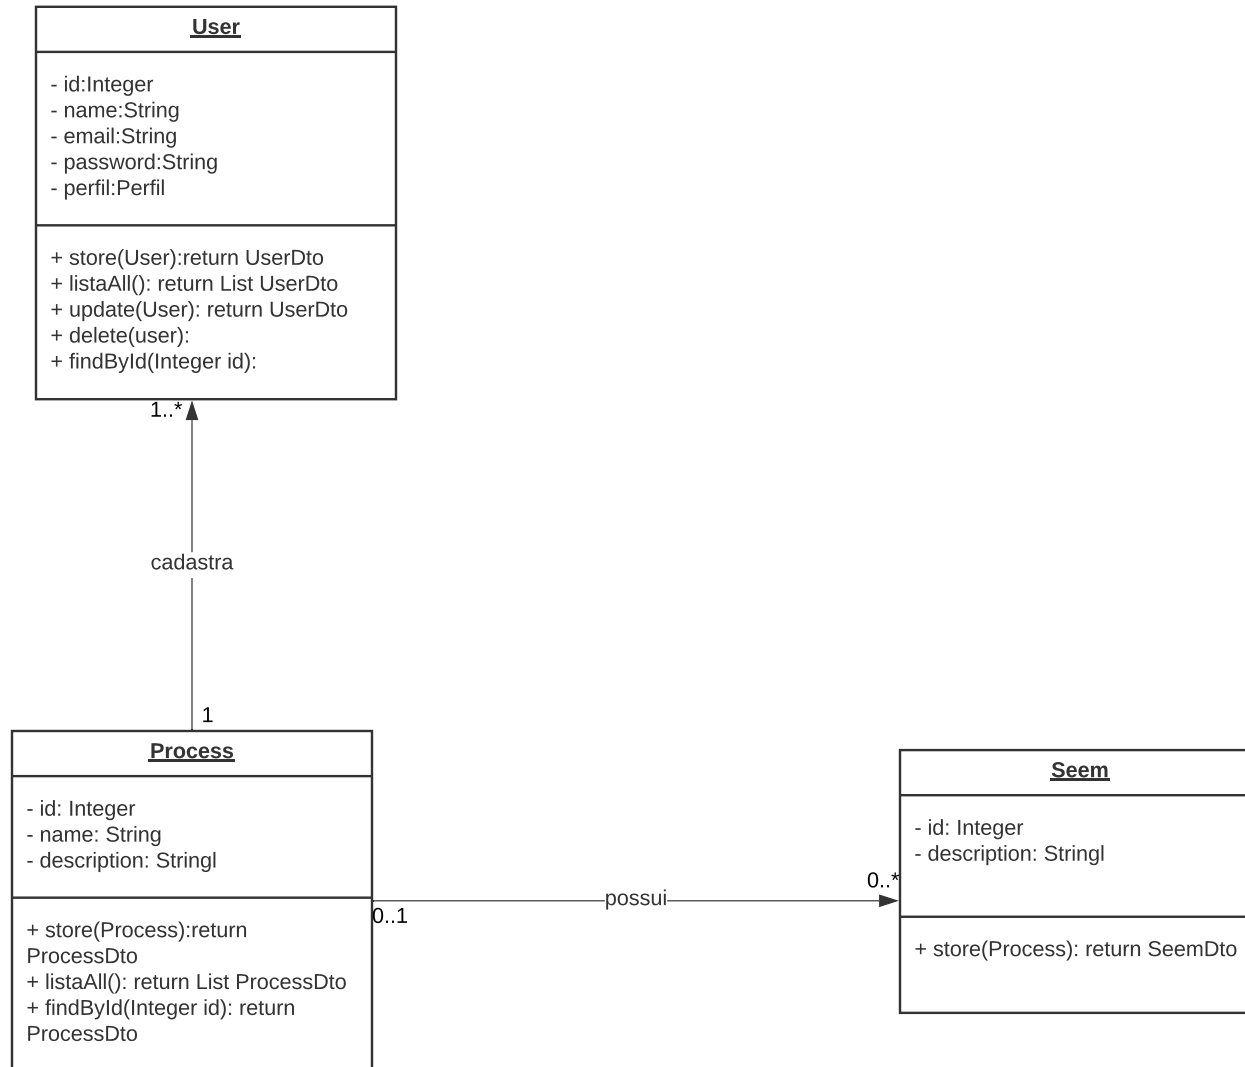 User
- id:Integer
- name:String
- email:String
- password:String
- perfil:Perfil
+ store(User):return UserDto
+ listaAll(): return List UserDto
+ update(User): return UserDto
+ delete(user):
+ findById(Integer id):
1..*
cadastra
1
Process
- id: Integer
- name: String
- description: Stringl
+ store(Process):return
ProcessDto
+ listaAll(): return List ProcessDto
+ findById(Integer id): return
ProcessDto
0..1
possui
0..*
Seem
- id: Integer
- description: Stringl
+ store(Process): return SeemDto